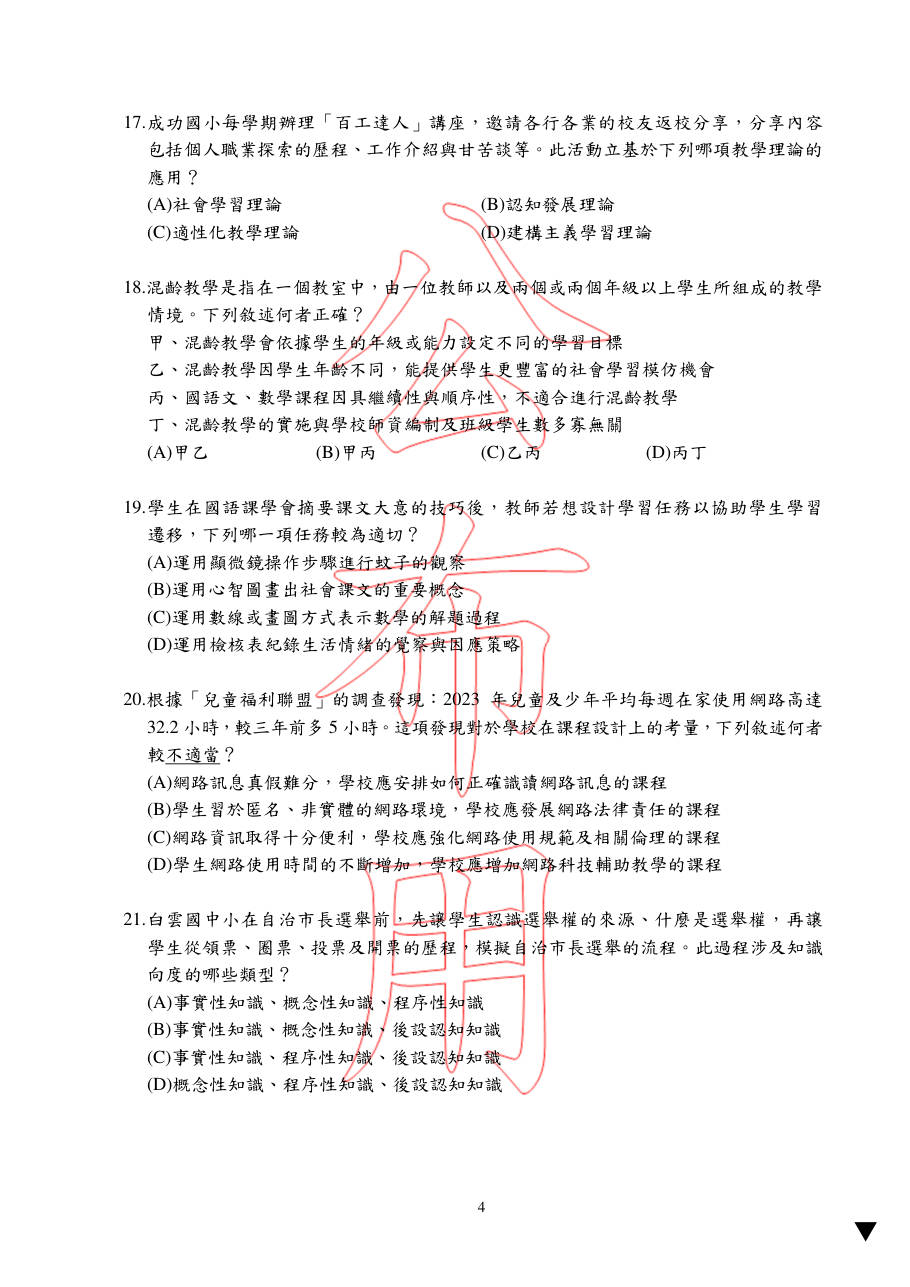 17.成功國小每學期辦理「百工達人」講座，邀請各行各業的校友返校分享，分享內容
包括個人職業探索的歷程、工作介紹與甘苦談等。此活動立基於下列哪項教學理論的
應用？
(A)社會學習理論 (B)認知發展理論
(C)適性化教學理論 (D)建構主義學習理論
18.混齡教學是指在一個教室中，由一位教師以及兩個或兩個年級以上學生所組成的教學
情境。下列敘述何者正確？
甲、混齡教學會依據學生的年級或能力設定不同的學習目標
乙、混齡教學因學生年齡不同，能提供學生更豐富的社會學習模仿機會
丙、國語文、數學課程因具繼續性與順序性，不適合進行混齡教學
丁、混齡教學的實施與學校師資編制及班級學生數多寡無關
(A)甲乙 (B)甲丙 (C)乙丙 (D)丙丁
19.學生在國語課學會摘要課文大意的技巧後，教師若想設計學習任務以協助學生學習
遷移，下列哪一項任務較為適切？
(A)運用顯微鏡操作步驟進行蚊子的觀察
(B)運用心智圖畫出社會課文的重要概念
(C)運用數線或畫圖方式表示數學的解題過程
(D)運用檢核表紀錄生活情緒的覺察與因應策略
20.根據「兒童福利聯盟」的調查發現：2023 年兒童及少年平均每週在家使用網路高達
32.2 小時，較三年前多 5 小時。這項發現對於學校在課程設計上的考量，下列敘述何者
較不適當？
(A)網路訊息真假難分，學校應安排如何正確識讀網路訊息的課程
(B)學生習於匿名、非實體的網路環境，學校應發展網路法律責任的課程
(C)網路資訊取得十分便利，學校應強化網路使用規範及相關倫理的課程
(D)學生網路使用時間的不斷增加，學校應增加網路科技輔助教學的課程
21.白雲國中小在自治市長選舉前，先讓學生認識選舉權的來源、什麼是選舉權，再讓
學生從領票、圈票、投票及開票的歷程，模擬自治市長選舉的流程。此過程涉及知識
向度的哪些類型？
(A)事實性知識、概念性知識、程序性知識
(B)事實性知識、概念性知識、後設認知知識
(C)事實性知識、程序性知識、後設認知知識
(D)概念性知識、程序性知識、後設認知知識
公布用
4